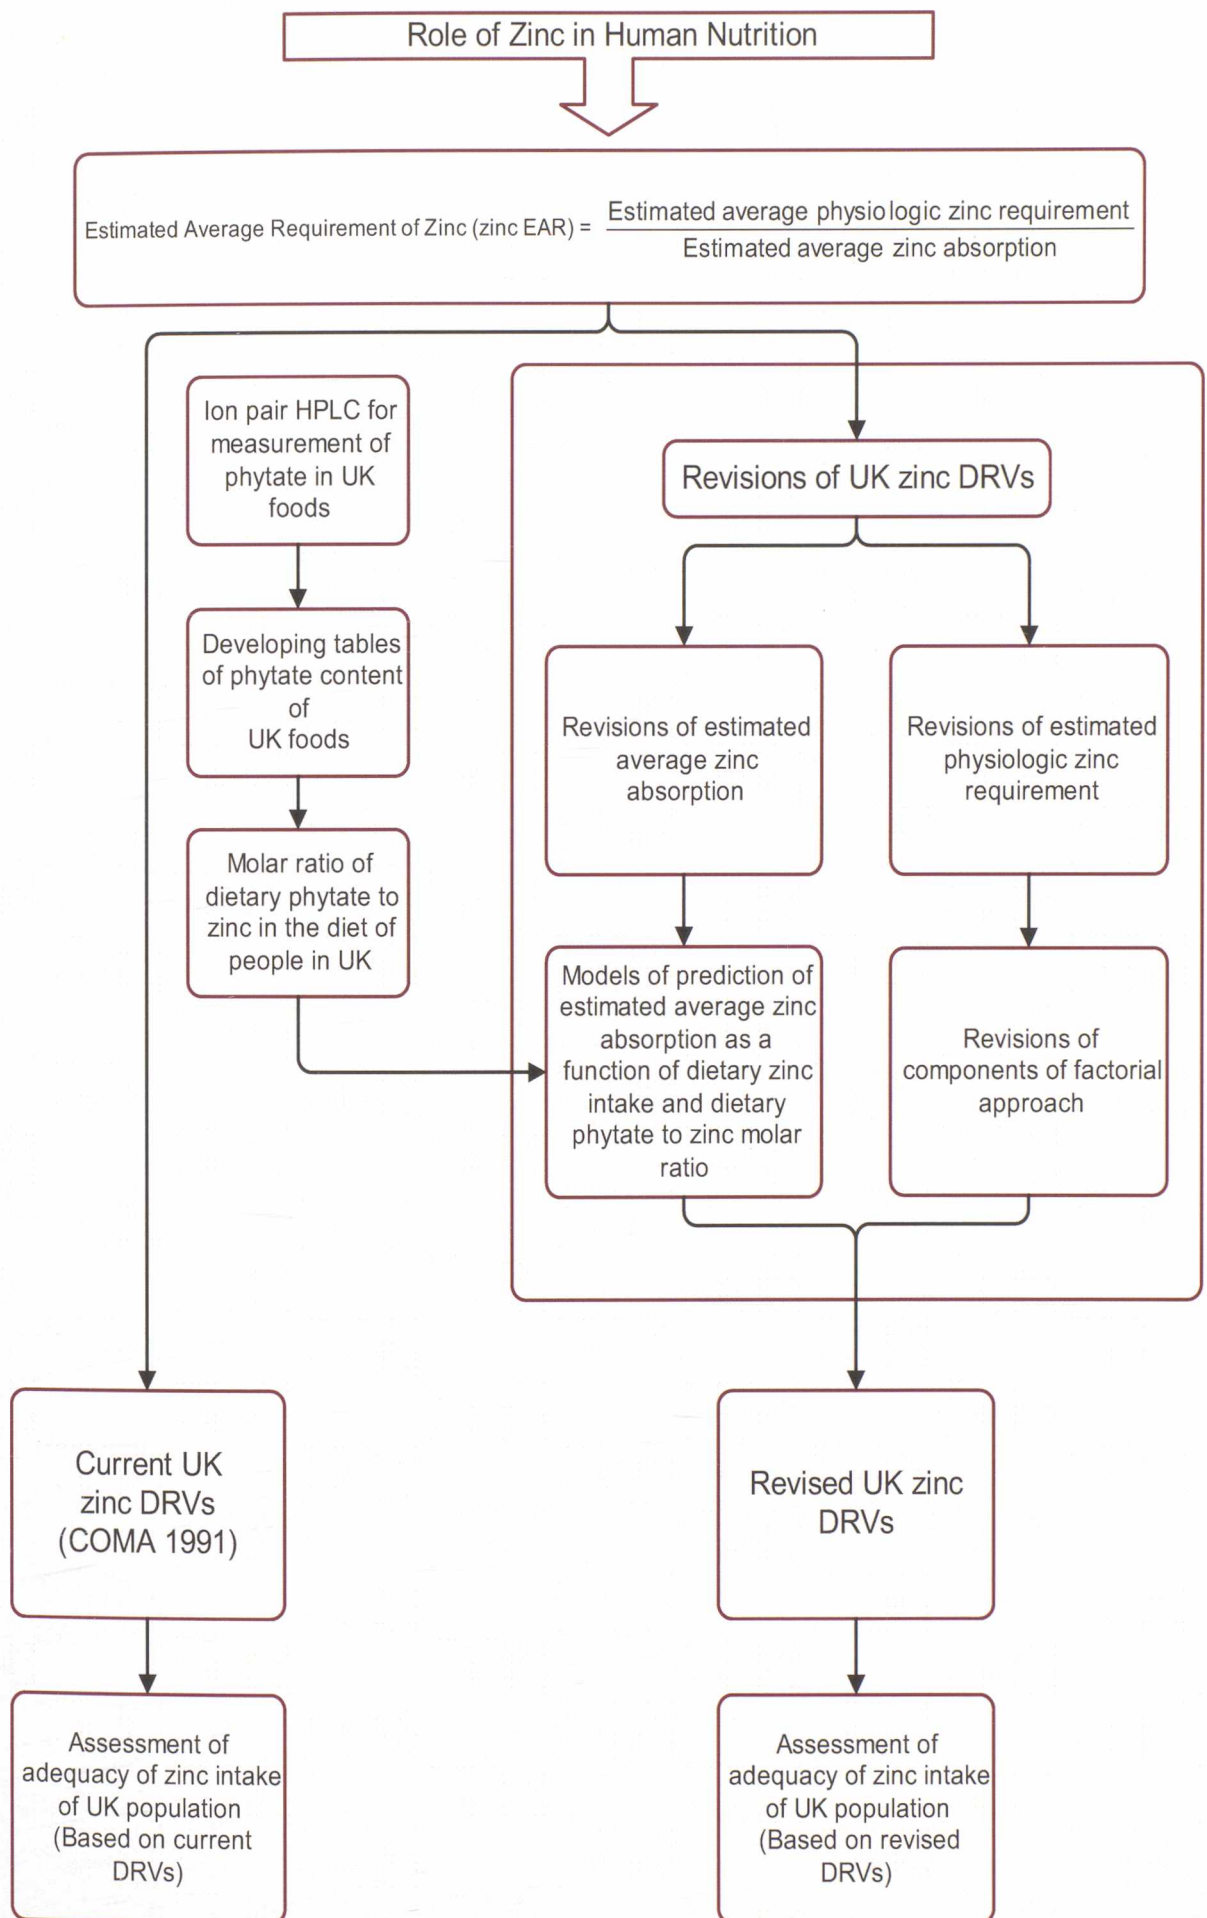 Role of Zinc in Human Nutrition
Estimated Average Requirement of Zinc (zinc EAR) =
Estimated average physiologic zinc requirement
Estimated average zinc absorption
Ion pair HPLC for
measurement of
phytate in UK
foods
Developing tables
of phytate content
of
UK foods
Molar ratio of
dietary phytate to
zinc in the diet of
people in UK
Revisions of UK zinc DRVs
Revisions of estimated
average zinc
absorption
Revisions of estimated
physiologic zinc
requirement
Models of prediction of
estimated average zinc
absorption as a
function of dietary zinc
intake and dietary
phytate to zinc molar
ratio
Revisions of
components of factorial
approach
Current UK
zinc DRVs
(COMA 1991)
Revised UK zinc
DRVs
Assessment of
adequacy of zinc intake
of UK population
(Based on current
DRVs)
Assessment of
adequacy of zinc intake
of UK population
(Based on revised
DRVs)